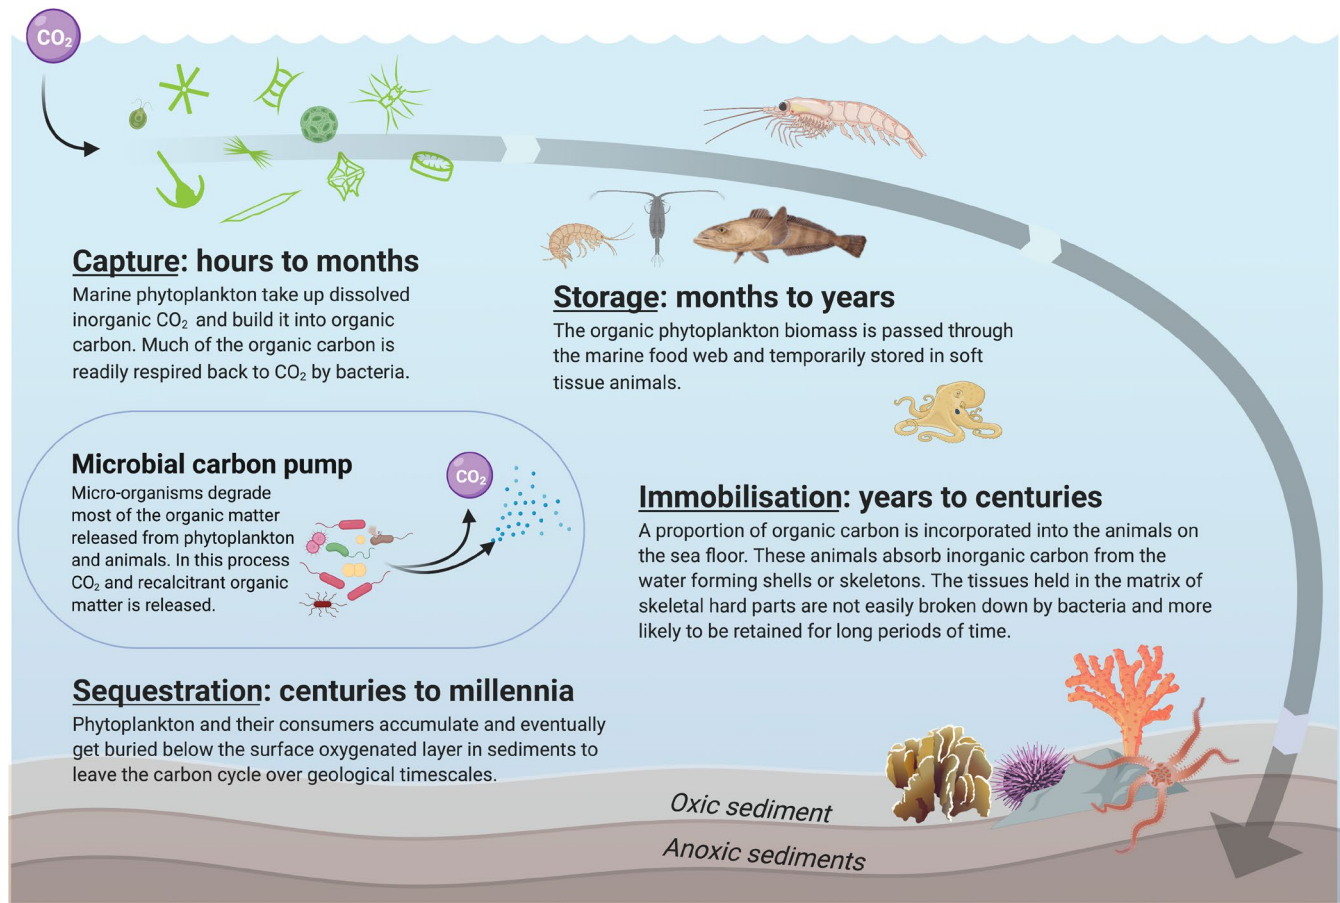 CO₂
Capture: hours to months
Marine phytoplankton take up dissolved
inorganic CO₂ and build it into organic
carbon. Much of the organic carbon is
readily respired back to CO₂ by bacteria.
Storage: months to years
The organic phytoplankton biomass is passed through
the marine food web and temporarily stored in soft
tissue animals.
Microbial carbon pump
Micro-organisms degrade
most of the organic matter
released from phytoplankton
and animals. In this process
CO₂ and recalcitrant organic
matter is released.
CO₂
Immobilisation: years to centuries
A proportion of organic carbon is incorporated into the animals on
the sea floor. These animals absorb inorganic carbon from the
water forming shells or skeletons. The tissues held in the matrix of
skeletal hard parts are not easily broken down by bacteria and more
likely to be retained for long periods of time.
Sequestration: centuries to millennia
Phytoplankton and their consumers accumulate and eventually
get buried below the surface oxygenated layer in sediments to
leave the carbon cycle over geological timescales.
Oxic sediment
Anoxic sediments